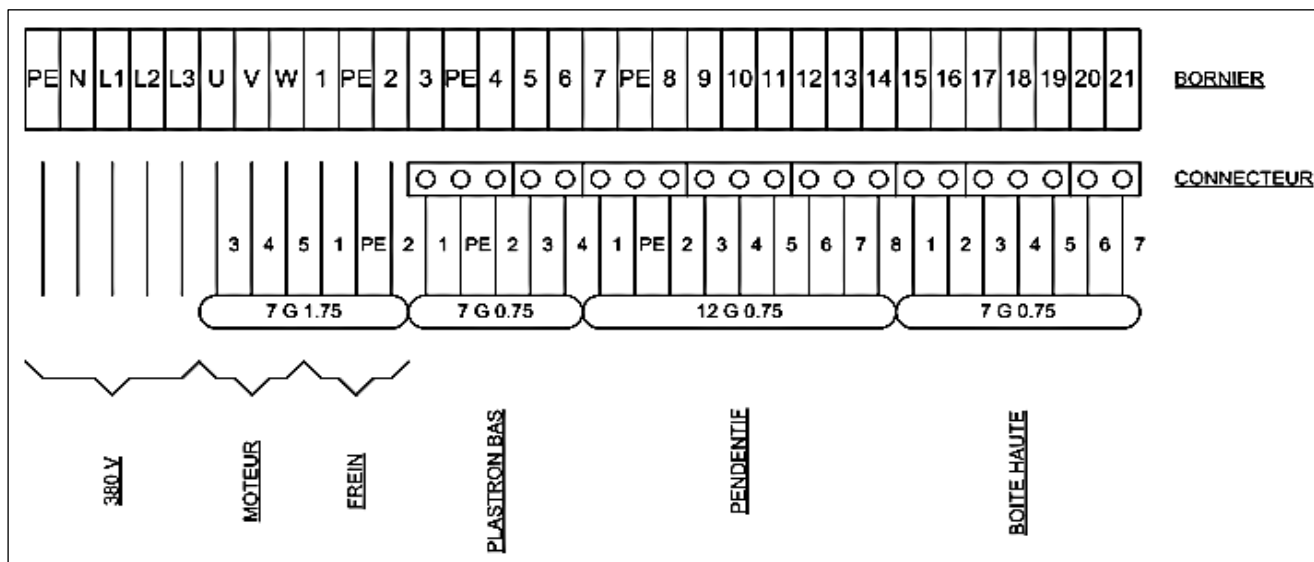 PE N L1 L2 L3 U V W 1 PE 2 3 PE 4 5 6 7 PE 8 9 10 11 12 13 14 15 16 17 18 19 20 21 BORNIER
CONNECTEUR
3 4 5 1 PE 2 1 PE 2 3 4 1 PE 2 3 4 5 6 7 8 1 2 3 4 5 6 7
7 G 1.75 7 G 0.75 12 G 0.75 7 G 0.75
380 V
MOTEUR
FREIN
PLASTRON BAS
PENDENTIF
BOITE HAUTE